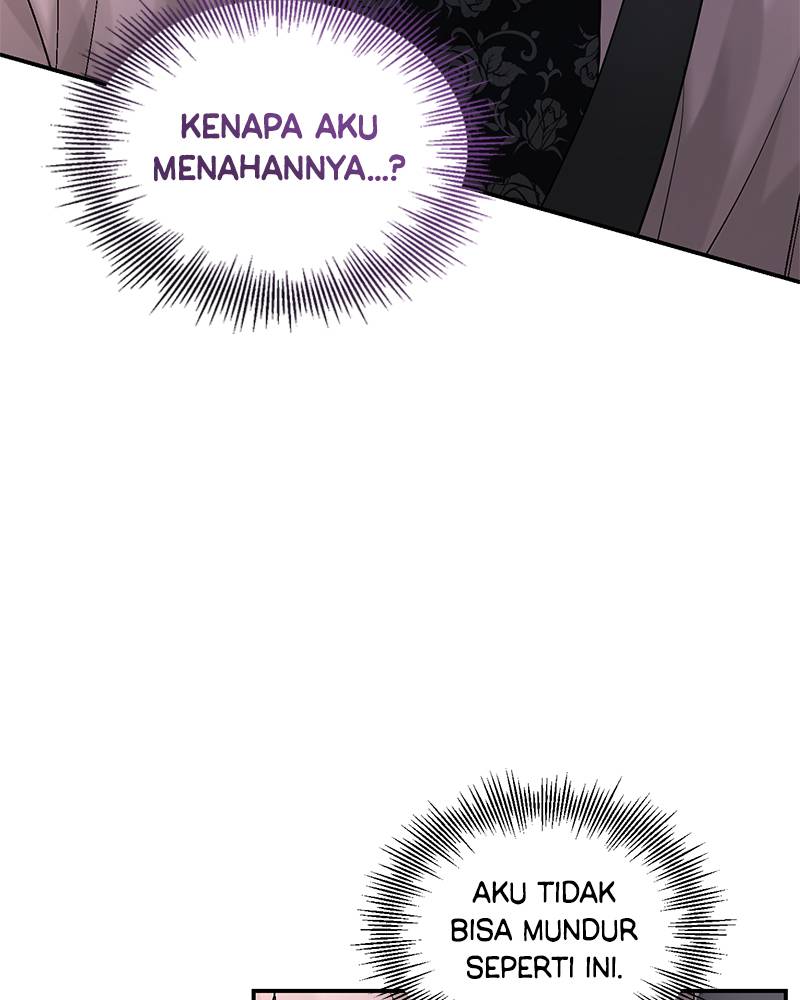 KENAPA AKU
MENAHANNYA...?
AKU TIDAK
BISA MUNDUR
SEPERTI INI.